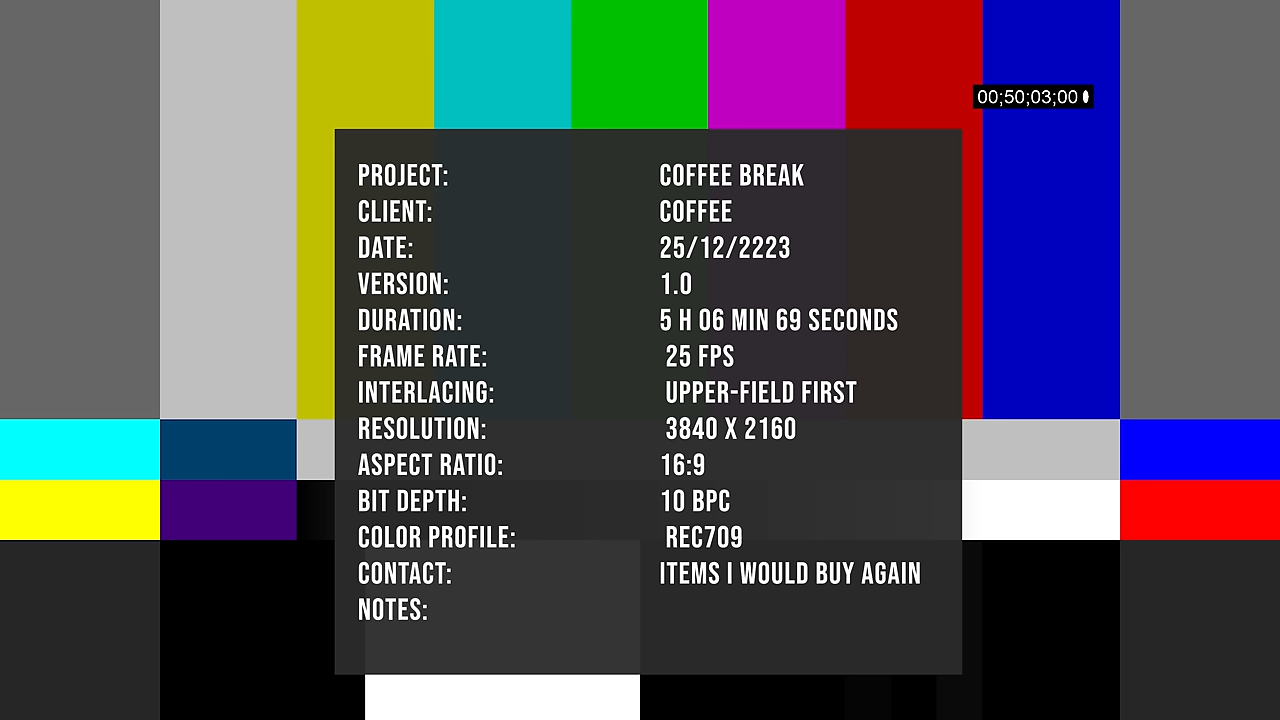 00;50;03;00
PROJECT: COFFEE BREAK
CLIENT: COFFEE
DATE: 25/12/2223
VERSION: 1.0
DURATION: 5 H 06 MIN 69 SECONDS
FRAME RATE: 25 FPS
INTERLACING: UPPER-FIELD FIRST
RESOLUTION: 3840 X 2160
ASPECT RATIO: 16:9
BIT DEPTH: 10 BPC
COLOR PROFILE: REC709
CONTACT: ITEMS I WOULD BUY AGAIN
NOTES: